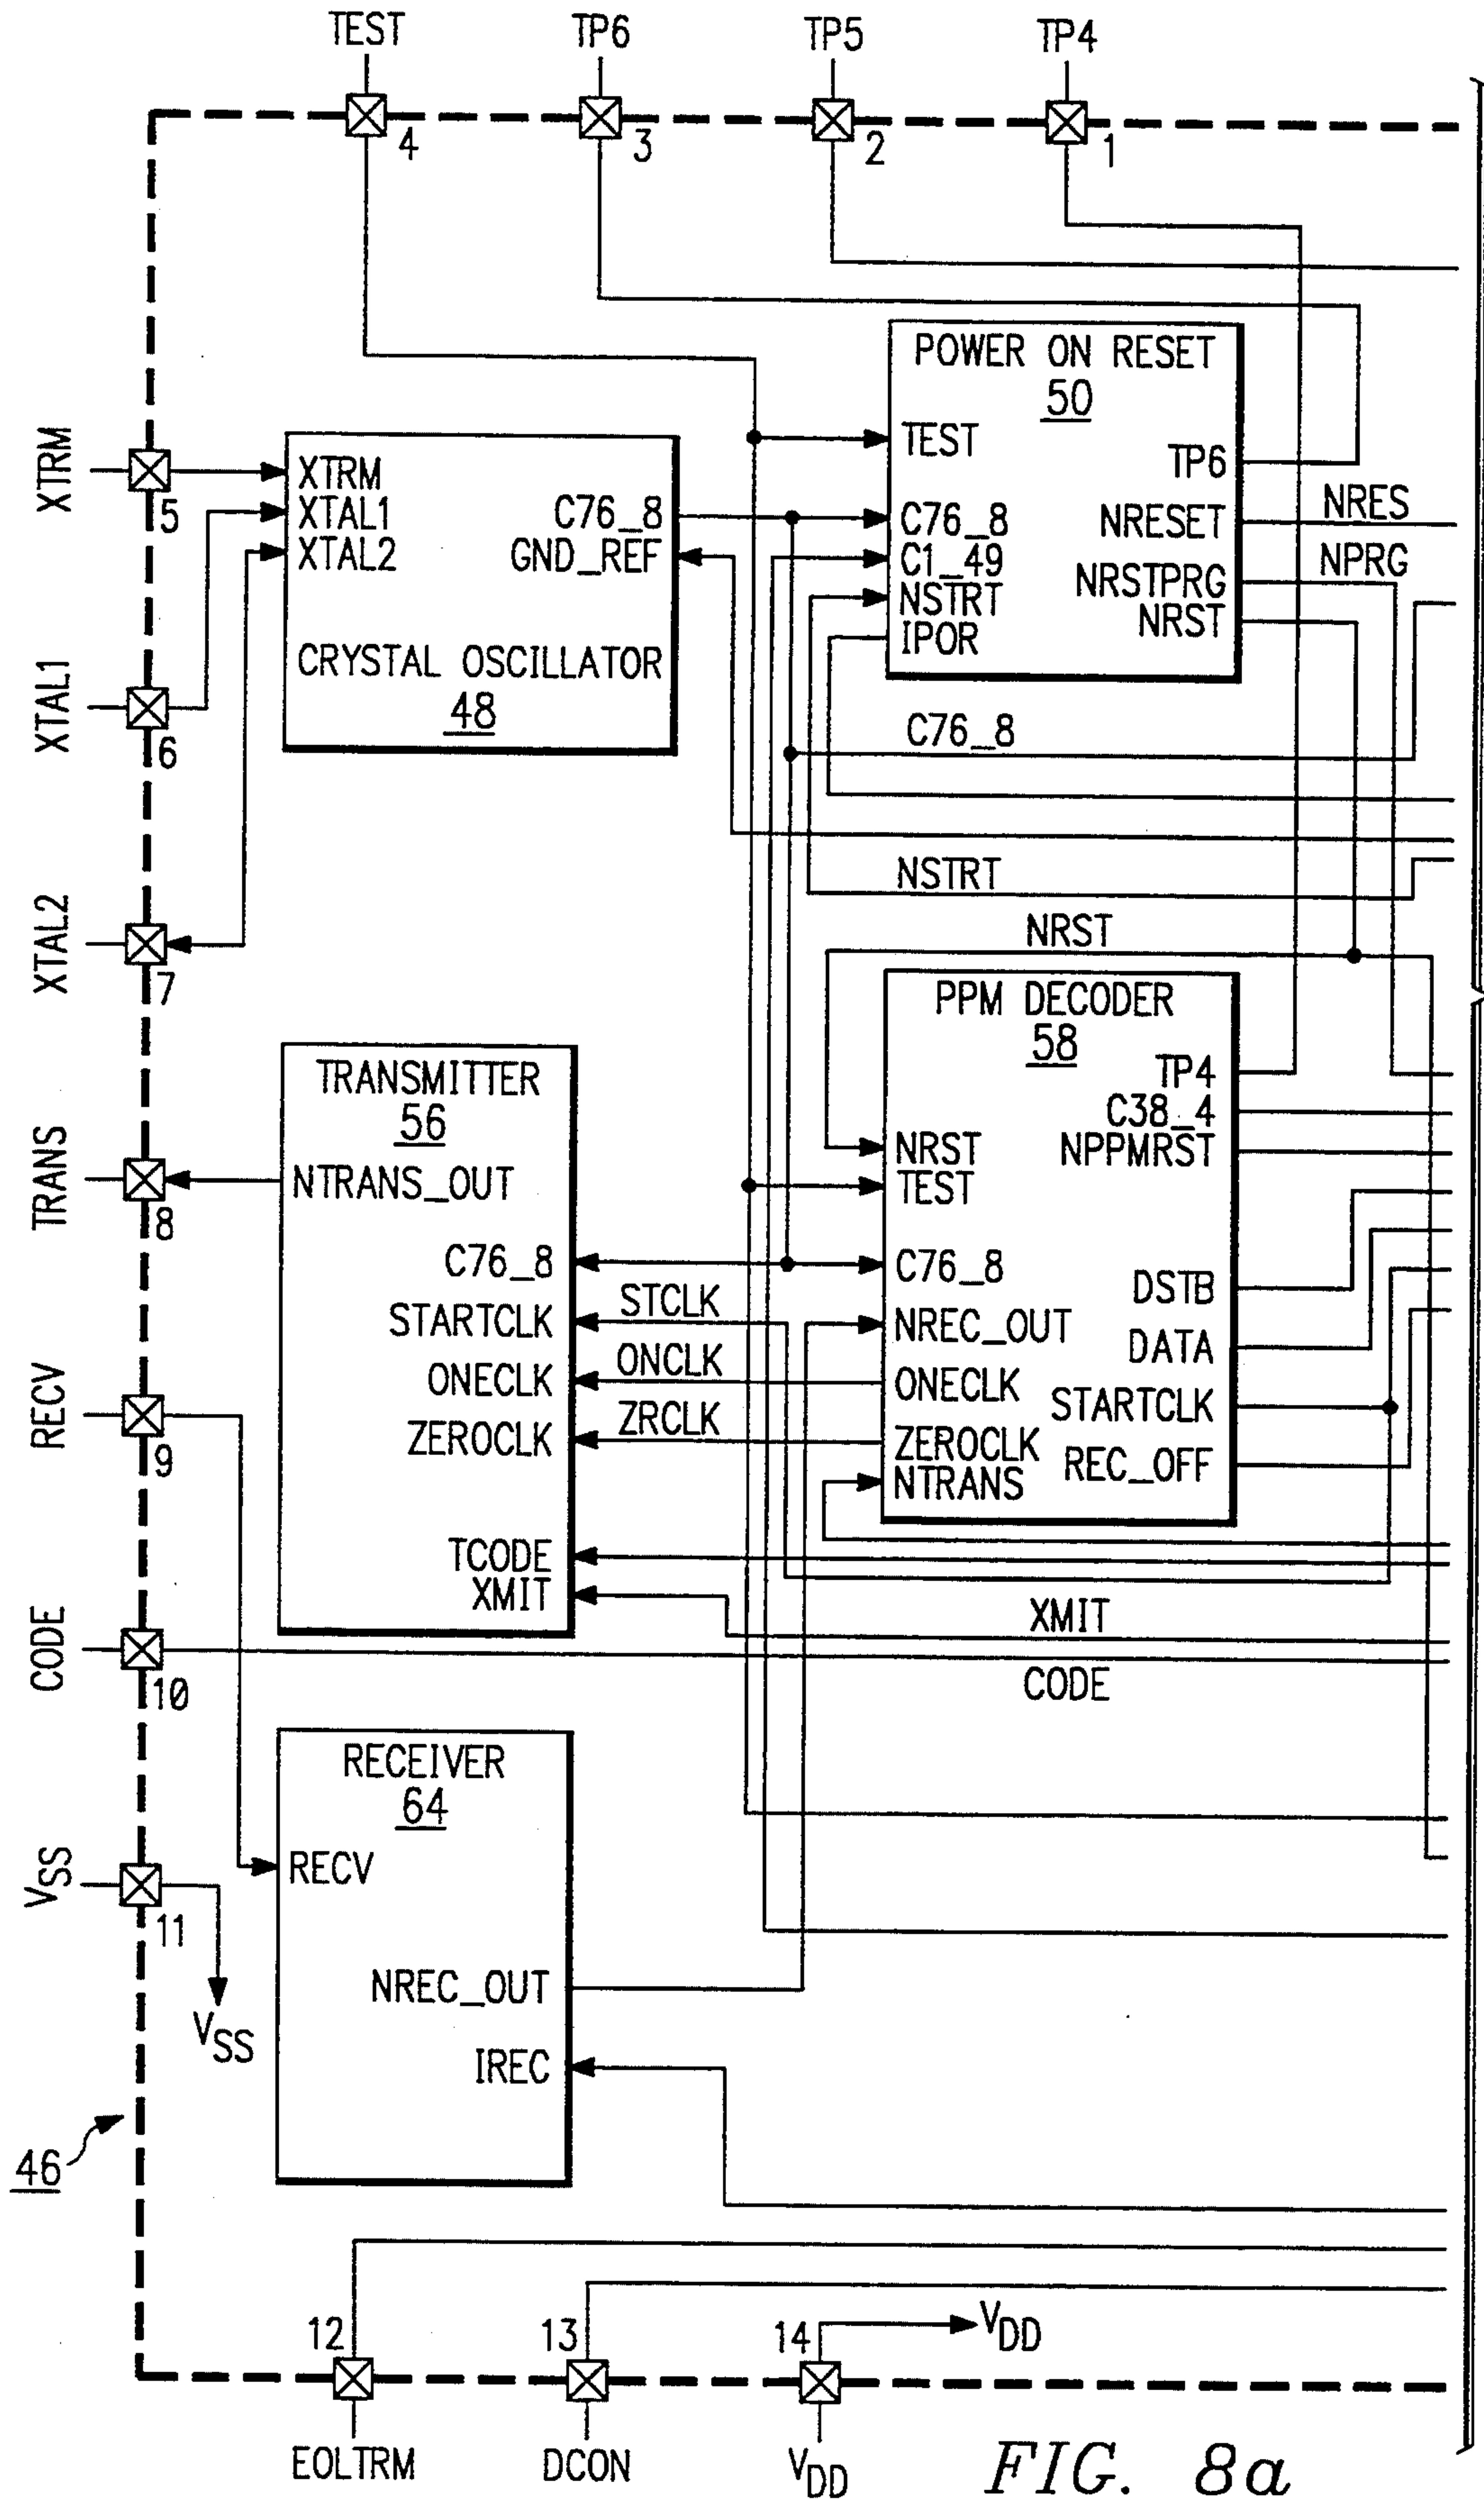 TEST
TP6
TP5
TP4
4
3
2
1
POWER ON RESET
50
TEST
C76_8
C1_49
NSTRT
IPOR
TP6
NRESET
NRSTPRG
NRST
NRES
NPRG
XTRM
5
XTAL1
6
XTAL2
7
XTRM
XTAL1
XTAL2
C76_8
GND_REF
CRYSTAL OSCILLATOR
48
C76_8
NSTRT
NRST
PPM DECODER
58
TP4
C38_4
NPPMRST
NRST
TEST
C76_8
NREC_OUT
ONECLK
ZEROCLK
NTRANS
DSTB
DATA
STARTCLK
REC_OFF
TRANSMITTER
56
NTRANS_OUT
C76_8
STARTCLK
ONECLK
ZEROCLK
TCODE
XMIT
STCLK
ONCLK
ZRCLK
TRANS
8
RECV
9
CODE
10
XMIT
CODE
RECEIVER
64
RECV
NREC_OUT
IREC
VSS
11
VSS
46
12
13
14
VDD
EOLTRM
DCON
VDD
FIG. 8a